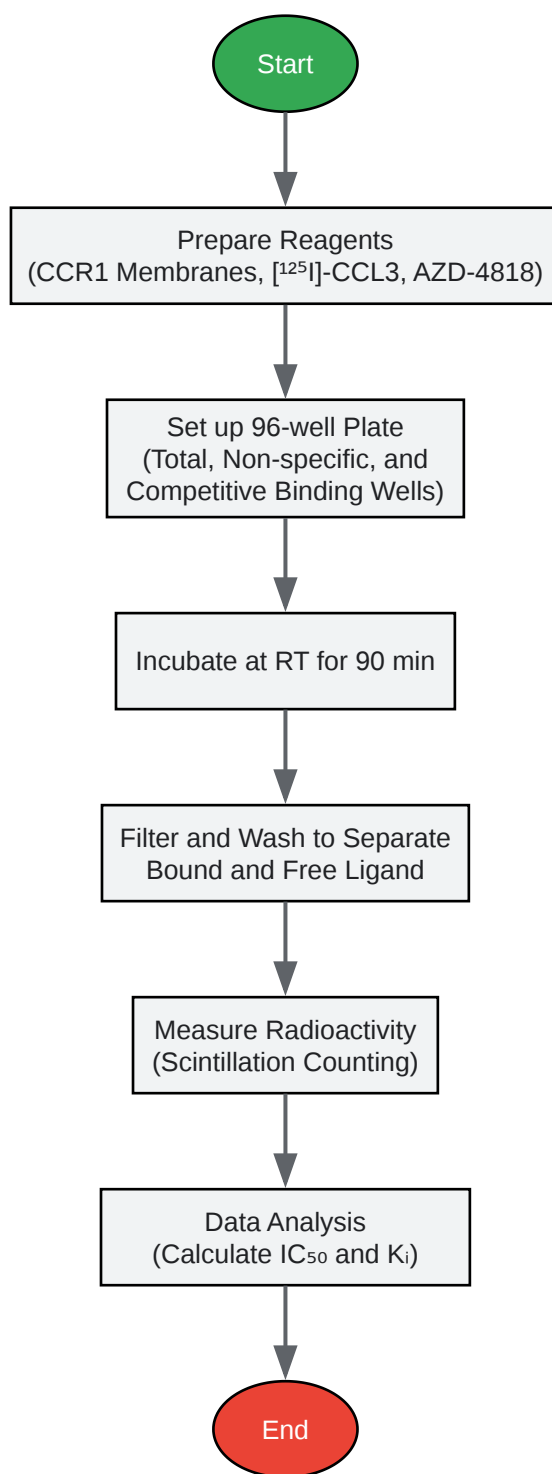 Start
Prepare Reagents
(CCR1 Membranes, [¹²⁵I]-CCL3, AZD-4818)
Set up 96-well Plate
(Total, Non-specific, and
Competitive Binding Wells)
Incubate at RT for 90 min
Filter and Wash to Separate
Bound and Free Ligand
Measure Radioactivity
(Scintillation Counting)
Data Analysis
(Calculate IC₅₀ and Kᵢ)
End